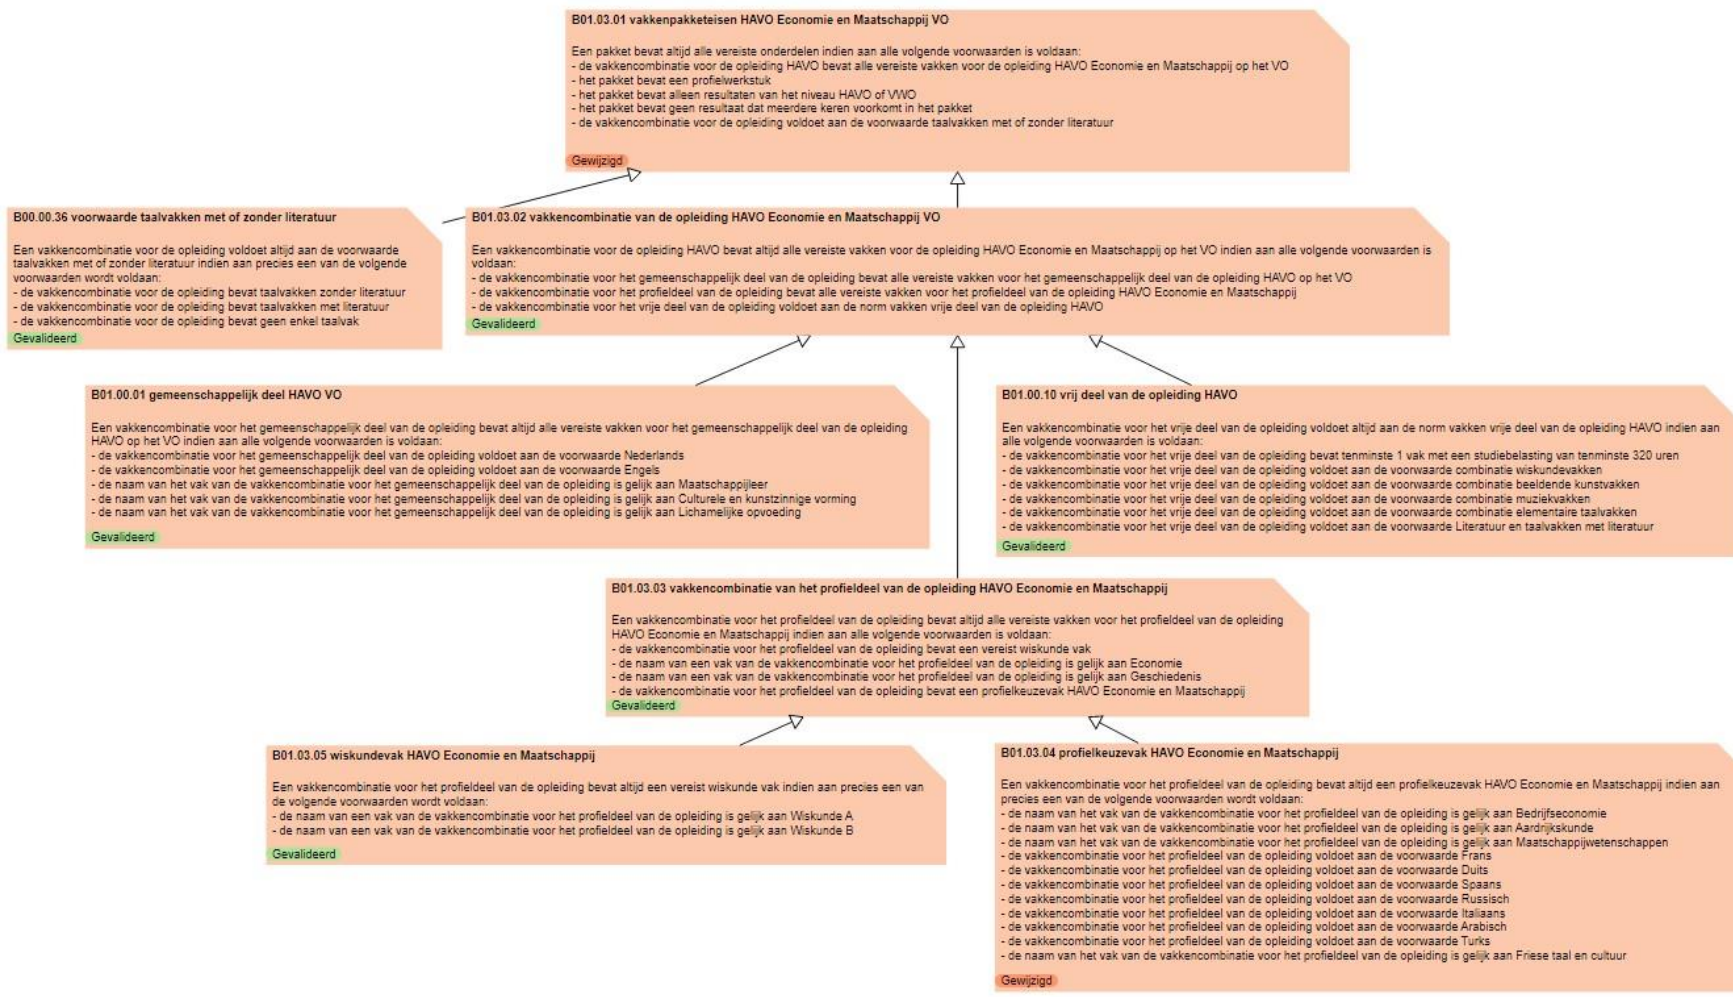 B01.03.01 vakkenpakketeisen HAVO Economie en Maatschappij VO
Een pakket bevat altijd alle vereiste onderdelen indien aan alle volgende voorwaarden is voldaan:
- de vakkencombinatie voor de opleiding HAVO bevat alle vereiste vakken voor de opleiding HAVO Economie en Maatschappij op het VO
- het pakket bevat een profielwerkstuk
- het pakket bevat alleen resultaten van het niveau HAVO of VWO
- het pakket bevat geen resultaat dat meerdere keren voorkomt in het pakket
- de vakkencombinatie voor de opleiding voldoet aan de voorwaarde taalvakken met of zonder literatuur
Gewijzigd
B00.00.36 voorwaarde taalvakken met of zonder literatuur
Een vakkencombinatie voor de opleiding voldoet altijd aan de voorwaarde
taalvakken met of zonder literatuur indien aan precies een van de volgende
voorwaarden wordt voldaan:
- de vakkencombinatie voor de opleiding bevat taalvakken zonder literatuur
- de vakkencombinatie voor de opleiding bevat taalvakken met literatuur
- de vakkencombinatie voor de opleiding bevat geen enkel taalvak
Gevalideerd
B01.03.02 vakkencombinatie van de opleiding HAVO Economie en Maatschappij VO
Een vakkencombinatie voor de opleiding HAVO bevat altijd alle vereiste vakken voor de opleiding HAVO Economie en Maatschappij op het VO indien aan alle volgende voorwaarden is
voldaan:
- de vakkencombinatie voor het gemeenschappelijk deel van de opleiding bevat alle vereiste vakken voor het gemeenschappelijk deel van de opleiding HAVO op het VO
- de vakkencombinatie voor het profieldeel van de opleiding bevat alle vereiste vakken voor het profieldeel van de opleiding HAVO Economie en Maatschappij
- de vakkencombinatie voor het vrije deel van de opleiding voldoet aan de norm vakken vrije deel van de opleiding HAVO
Gevalideerd
B01.00.01 gemeenschappelijk deel HAVO VO
Een vakkencombinatie voor het gemeenschappelijk deel van de opleiding bevat altijd alle vereiste vakken voor het gemeenschappelijk deel van de opleiding
HAVO op het VO indien aan alle volgende voorwaarden is voldaan:
- de vakkencombinatie voor het gemeenschappelijk deel van de opleiding voldoet aan de voorwaarde Nederlands
- de vakkencombinatie voor het gemeenschappelijk deel van de opleiding voldoet aan de voorwaarde Engels
- de naam van het vak van de vakkencombinatie voor het gemeenschappelijk deel van de opleiding is gelijk aan Maatschappijleer
- de naam van het vak van de vakkencombinatie voor het gemeenschappelijk deel van de opleiding is gelijk aan Culturele en kunstzinnige vorming
- de naam van het vak van de vakkencombinatie voor het gemeenschappelijk deel van de opleiding is gelijk aan Lichamelijke opvoeding
Gevalideerd
B01.00.10 vrij deel van de opleiding HAVO
Een vakkencombinatie voor het vrije deel van de opleiding voldoet altijd aan de norm vakken vrije deel van de opleiding HAVO indien aan
alle volgende voorwaarden is voldaan:
- de vakkencombinatie voor het vrije deel van de opleiding bevat tenminste 1 vak met een studiebelasting van tenminste 320 uren
- de vakkencombinatie voor het vrije deel van de opleiding voldoet aan de voorwaarde combinatie wiskundevakken
- de vakkencombinatie voor het vrije deel van de opleiding voldoet aan de voorwaarde combinatie beeldende kunstvakken
- de vakkencombinatie voor het vrije deel van de opleiding voldoet aan de voorwaarde combinatie muziekvakken
- de vakkencombinatie voor het vrije deel van de opleiding voldoet aan de voorwaarde combinatie elementaire taalvakken
- de vakkencombinatie voor het vrije deel van de opleiding voldoet aan de voorwaarde Literatuur en taalvakken met literatuur
Gevalideerd
B01.03.03 vakkencombinatie van het profieldeel van de opleiding HAVO Economie en Maatschappij
Een vakkencombinatie voor het profieldeel van de opleiding bevat altijd alle vereiste vakken voor het profieldeel van de opleiding
HAVO Economie en Maatschappij indien aan alle volgende voorwaarden is voldaan:
- de vakkencombinatie voor het profieldeel van de opleiding bevat een vereist wiskunde vak
- de naam van een vak van de vakkencombinatie voor het profieldeel van de opleiding is gelijk aan Economie
- de naam van een vak van de vakkencombinatie voor het profieldeel van de opleiding is gelijk aan Geschiedenis
- de vakkencombinatie voor het profieldeel van de opleiding bevat een profielkeuzevak HAVO Economie en Maatschappij
Gevalideerd
B01.03.05 wiskundevak HAVO Economie en Maatschappij
Een vakkencombinatie voor het profieldeel van de opleiding bevat altijd een vereist wiskunde vak indien aan precies een van
de volgende voorwaarden wordt voldaan:
- de naam van een vak van de vakkencombinatie voor het profieldeel van de opleiding is gelijk aan Wiskunde A
- de naam van een vak van de vakkencombinatie voor het profieldeel van de opleiding is gelijk aan Wiskunde B
Gevalideerd
B01.03.04 profielkeuzevak HAVO Economie en Maatschappij
Een vakkencombinatie voor het profieldeel van de opleiding bevat altijd een profielkeuzevak HAVO Economie en Maatschappij indien aan
precies een van de volgende voorwaarden wordt voldaan:
- de naam van het vak van de vakkencombinatie voor het profieldeel van de opleiding is gelijk aan Bedrijfseconomie
- de naam van het vak van de vakkencombinatie voor het profieldeel van de opleiding is gelijk aan Aardrijkskunde
- de naam van het vak van de vakkencombinatie voor het profieldeel van de opleiding is gelijk aan Maatschappijwetenschappen
- de vakkencombinatie voor het profieldeel van de opleiding voldoet aan de voorwaarde Frans
- de vakkencombinatie voor het profieldeel van de opleiding voldoet aan de voorwaarde Duits
- de vakkencombinatie voor het profieldeel van de opleiding voldoet aan de voorwaarde Spaans
- de vakkencombinatie voor het profieldeel van de opleiding voldoet aan de voorwaarde Russisch
- de vakkencombinatie voor het profieldeel van de opleiding voldoet aan de voorwaarde Italiaans
- de vakkencombinatie voor het profieldeel van de opleiding voldoet aan de voorwaarde Arabisch
- de vakkencombinatie voor het profieldeel van de opleiding voldoet aan de voorwaarde Turks
- de naam van het vak van de vakkencombinatie voor het profieldeel van de opleiding is gelijk aan Friese taal en cultuur
Gewijzigd